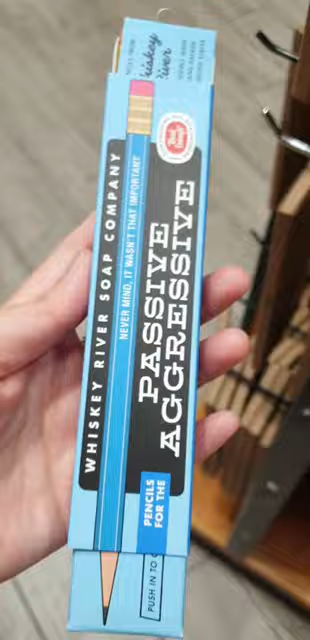 Whiskey
River
WHISKEY RIVER SOAP COMPANY
NEVER MIND, IT WASN'T THAT IMPORTANT
PENCILS
FOR THE
PASSIVE
AGGRESSIVE
PUSH IN TO